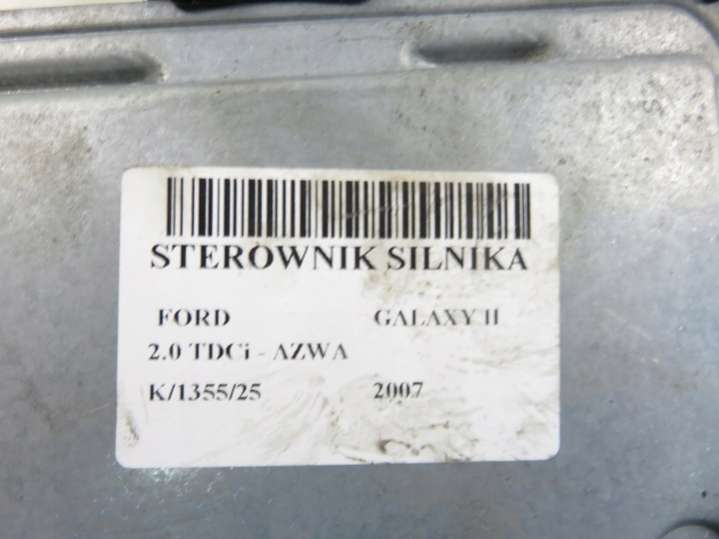 STEROWNIK SILNIKA
FORD GALAXY II
2.0 TDCi - AZWA
K/1355/25 2007